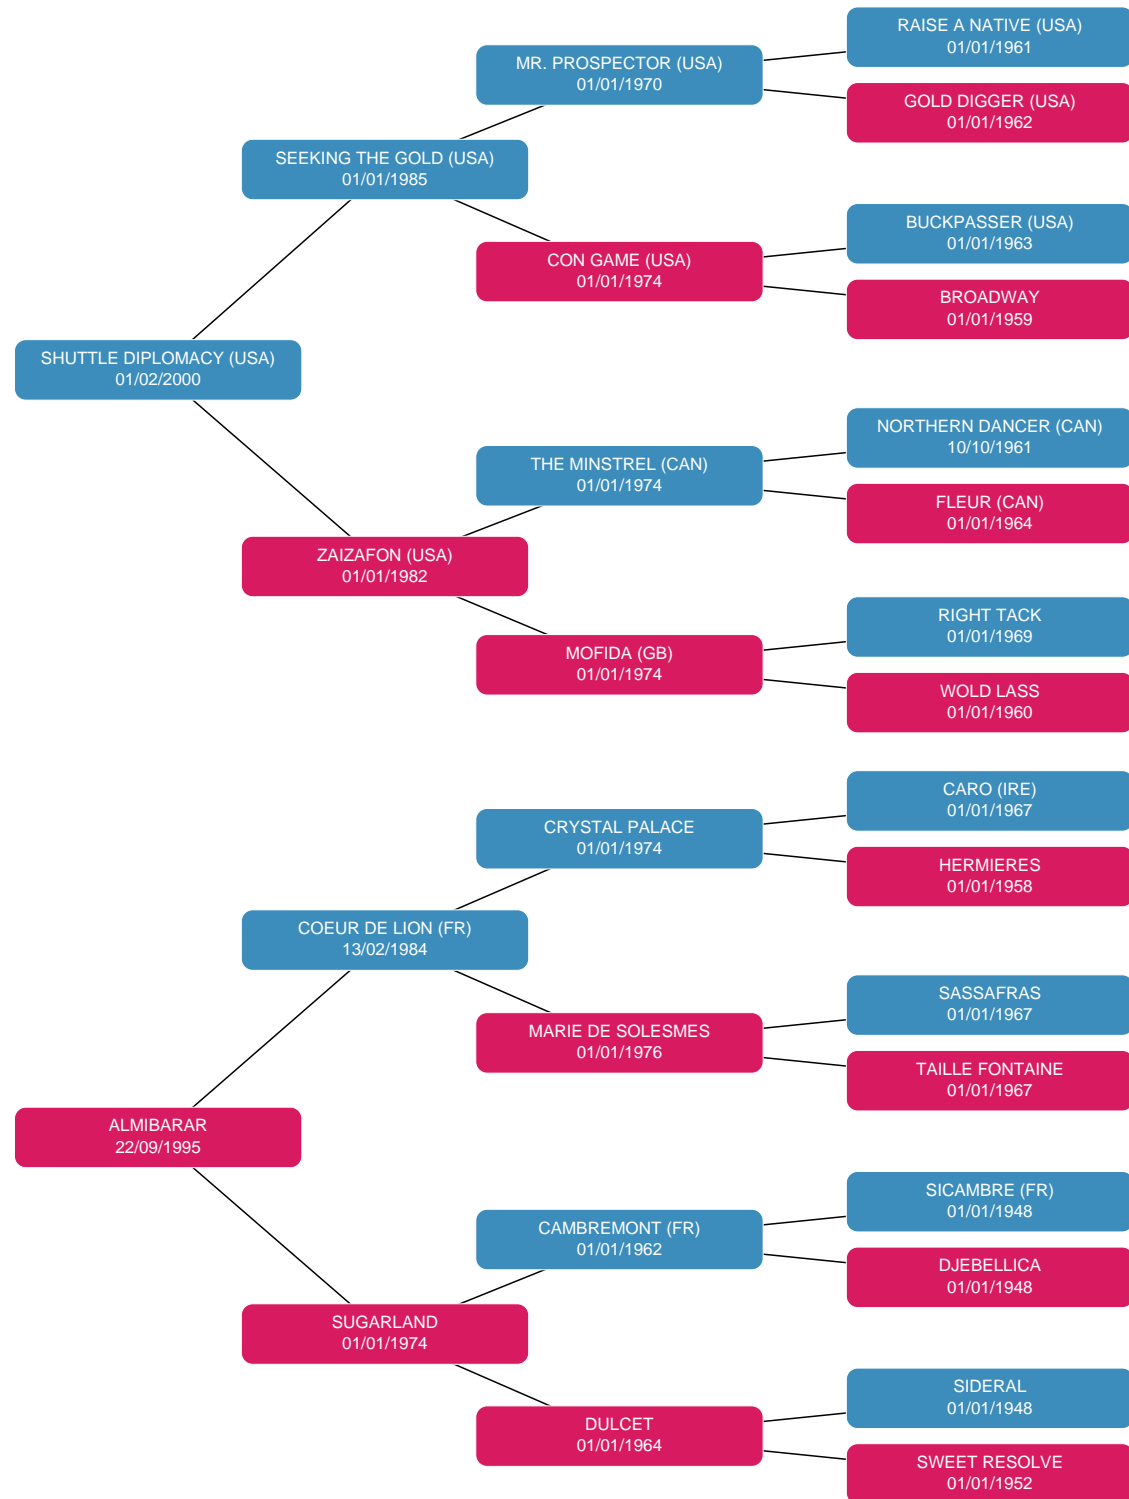 RAISE A NATIVE (USA)
01/01/1961
MR. PROSPECTOR (USA)
01/01/1970
GOLD DIGGER (USA)
01/01/1962
SEEKING THE GOLD (USA)
01/01/1985
BUCKPASSER (USA)
01/01/1963
CON GAME (USA)
01/01/1974
BROADWAY
01/01/1959
SHUTTLE DIPLOMACY (USA)
01/02/2000
NORTHERN DANCER (CAN)
10/10/1961
THE MINSTREL (CAN)
01/01/1974
FLEUR (CAN)
01/01/1964
ZAIZAFON (USA)
01/01/1982
RIGHT TACK
01/01/1969
MOFIDA (GB)
01/01/1974
WOLD LASS
01/01/1960
CARO (IRE)
01/01/1967
CRYSTAL PALACE
01/01/1974
HERMIERES
01/01/1958
COEUR DE LION (FR)
13/02/1984
SASSAFRAS
01/01/1967
MARIE DE SOLESMES
01/01/1976
TAILLE FONTAINE
01/01/1967
ALMIBARAR
22/09/1995
SICAMBRE (FR)
01/01/1948
CAMBREMONT (FR)
01/01/1962
DJEBELLICA
01/01/1948
SUGARLAND
01/01/1974
SIDERAL
01/01/1948
DULCET
01/01/1964
SWEET RESOLVE
01/01/1952